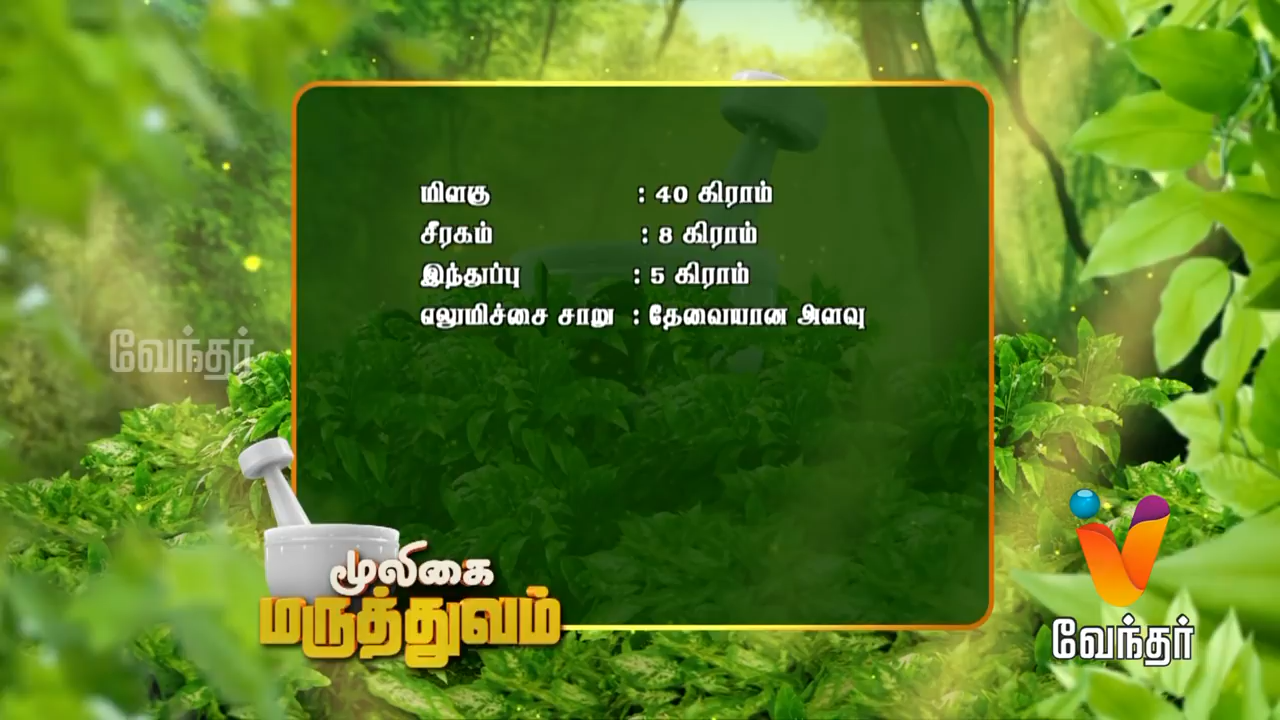 மிளகு : 40 கிராம்
சீரகம் : 8 கிராம்
இந்துப்பு : 5 கிராம்
எலுமிச்சை சாறு : தேவையான அளவு
வேந்தர்
மூலிகை
மருத்துவம்
வேந்தர்